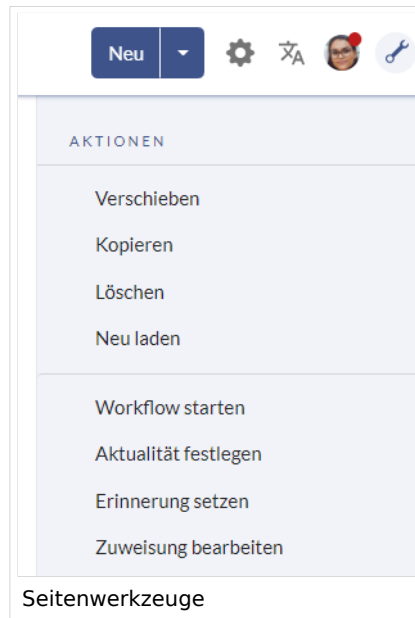 Neu
AKTIONEN
Verschieben
Kopieren
Löschen
Neu laden
Workflow starten
Aktualität festlegen
Erinnerung setzen
Zuweisung bearbeiten
Seitenwerkzeuge